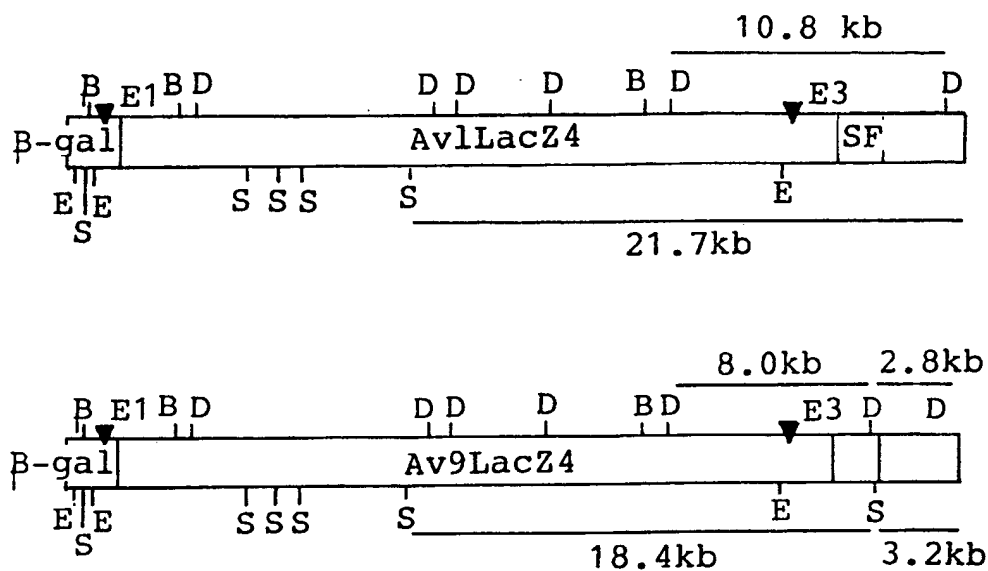 10.8 kb
B E1 B D D D D B D E3 D
B-gal Av1LacZ4 SF
E S E S S S S E
21.7kb
8.0kb 2.8kb
B E1 B D D D D B D E3 D D
B-gal Av9LacZ4
E S E S S S S E S
18.4kb 3.2kb